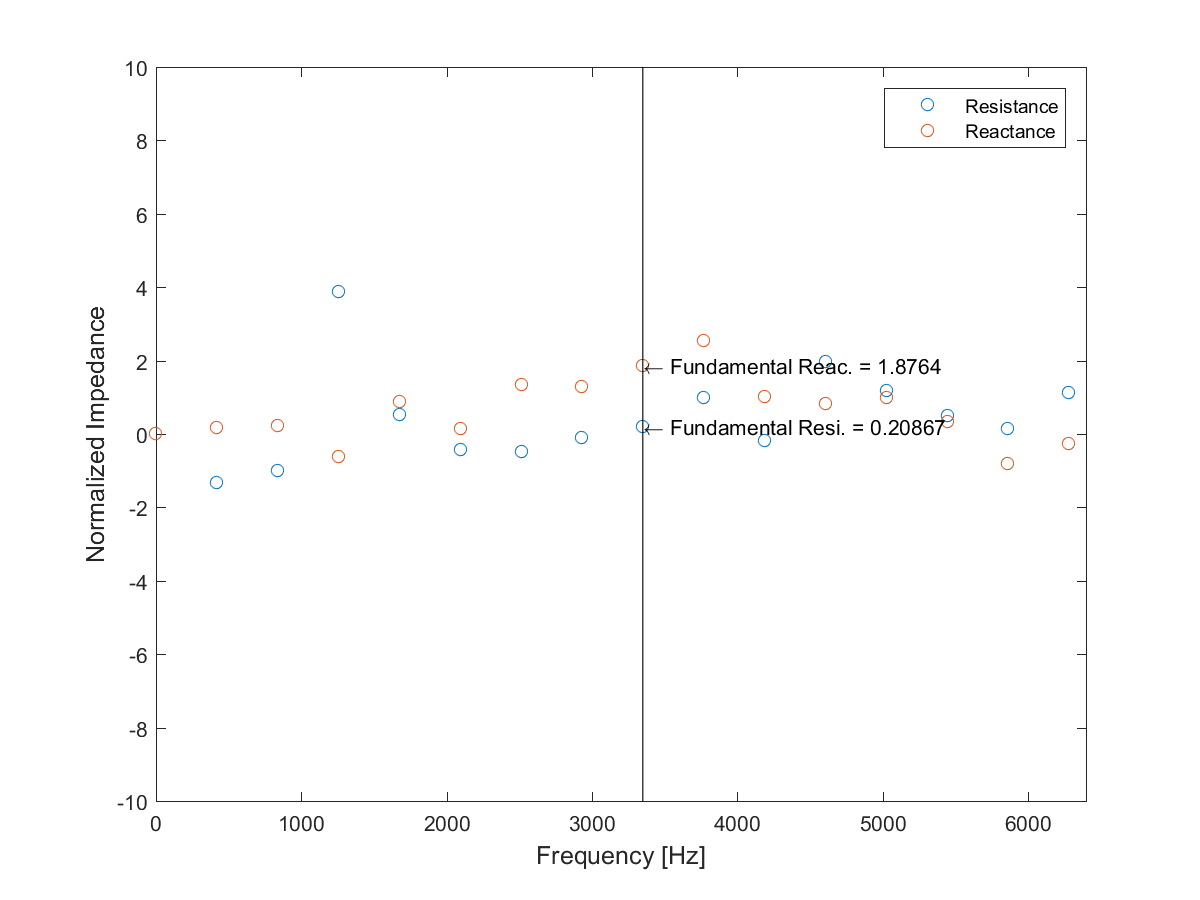 10
8
6
4
2
0
-2
-4
-6
-8
-10
Normalized Impedance
Resistance
Reactance
← Fundamental Reac. = 1.8764
← Fundamental Resi. = 0.20867
0 1000 2000 3000 4000 5000 6000
Frequency [Hz]